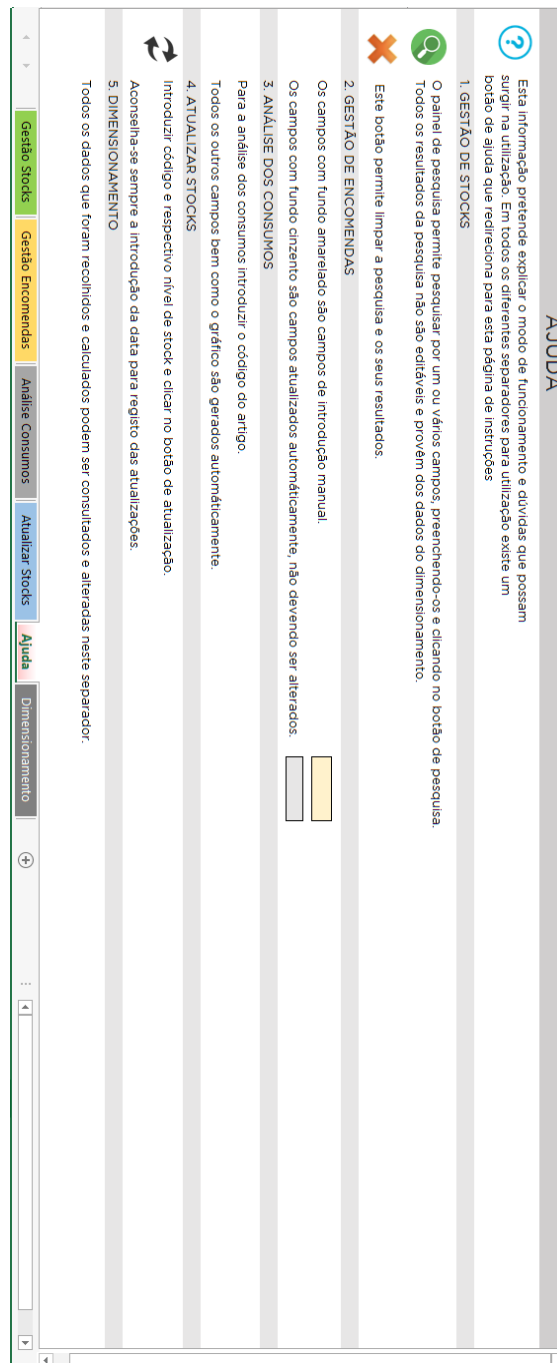 AJUDA
Esta informação pretende explicar o modo de funcionamento e dúvidas que possam
surgir na utilização. Em todos os diferentes separadores para utilização existe um
botão de ajuda que redireciona para esta página de instruções
1. GESTÃO DE STOCKS
O painel de pesquisa permite pesquisar por um ou vários campos, preenchendo-os e clicando no botão de pesquisa.
Todos os resultados da pesquisa não são editáveis e provêm dos dados do dimensionamento.
Este botão permite limpar a pesquisa e os seus resultados.
2. GESTÃO DE ENCOMENDAS
Os campos com fundo amarelado são campos de introdução manual.
Os campos com fundo cinzento são campos atualizados automáticamente, não devendo ser alterados.
3. ANÁLISE DOS CONSUMOS
Para a análise dos consumos introduzir o código do artigo.
Todos os outros campos bem como o gráfico são gerados automáticamente.
4. ATUALIZAR STOCKS
Introduzir código e respectivo nível de stock e clicar no botão de atualização.
Aconselha-se sempre a introdução da data para registo das atualizações.
5. DIMENSIONAMENTO
Todos os dados que foram recolhidos e calculados podem ser consultados e alteradas neste separador.
Gestão Stocks Gestão Encomendas Análise Consumos Atualizar Stocks Ajuda Dimensionamento